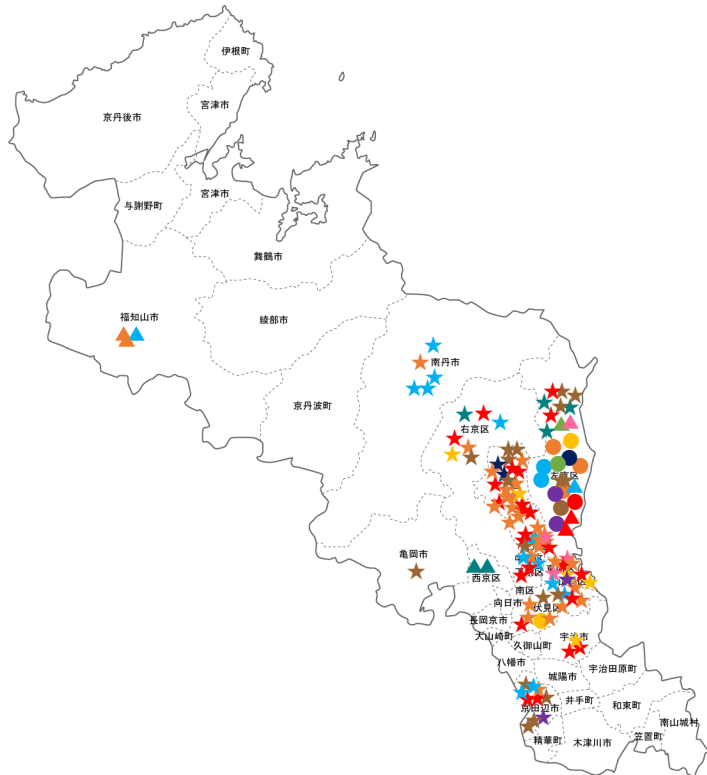 伊根町
宮津市
京丹後市
与謝野町
宮津市
舞鶴市
福知山市
綾部市
南丹市
京丹波町
右京区
左京区
亀岡市
西京区
南区
向日市
伏見区
長岡京市
大山崎町
久御山町
宇治市
八幡市
城陽市
宇治田原町
井手町
和束町
京田辺市
南山城村
笠置町
精華町
木津川市